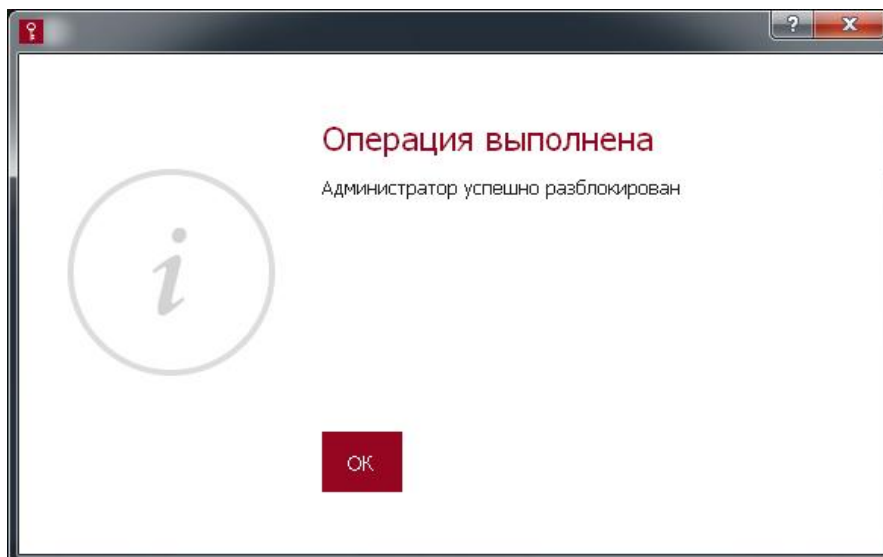 Операция выполнена
Администратор успешно разблокирован
ОК